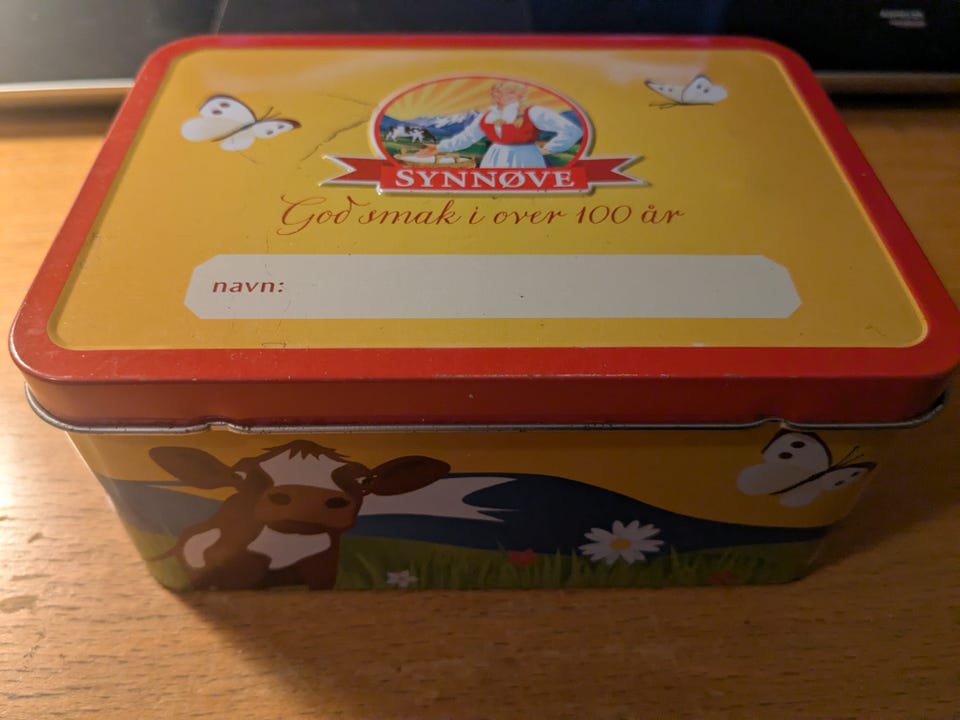 SYNNØVE
God smak i over 100 år
navn: